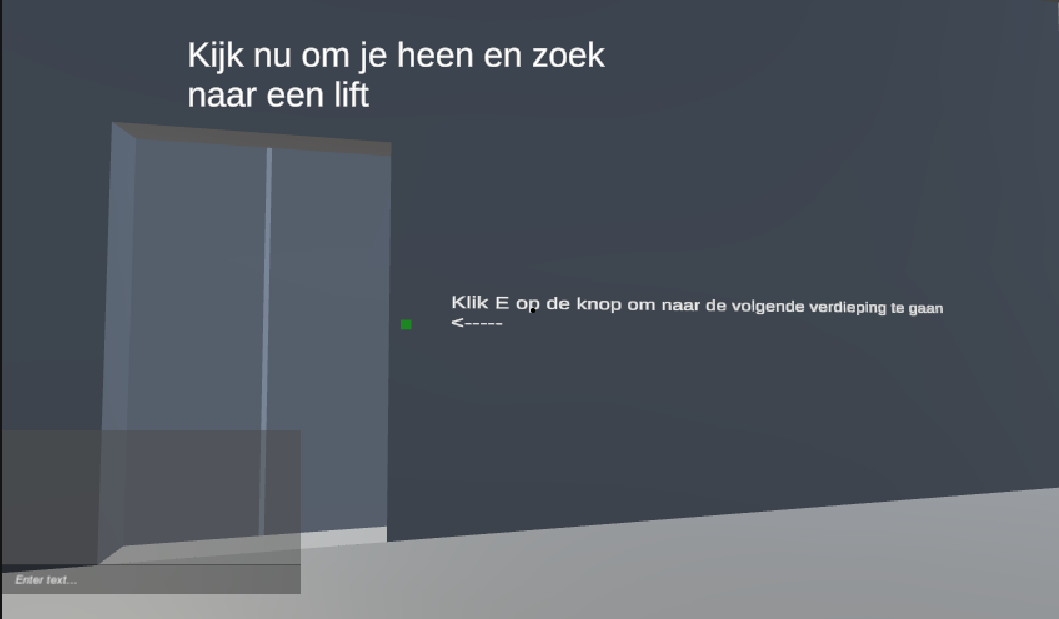 Kijk nu om je heen en zoek
naar een lift
Klik E op de knop om naar de volgende verdieping te gaan
<-----
Enter text...